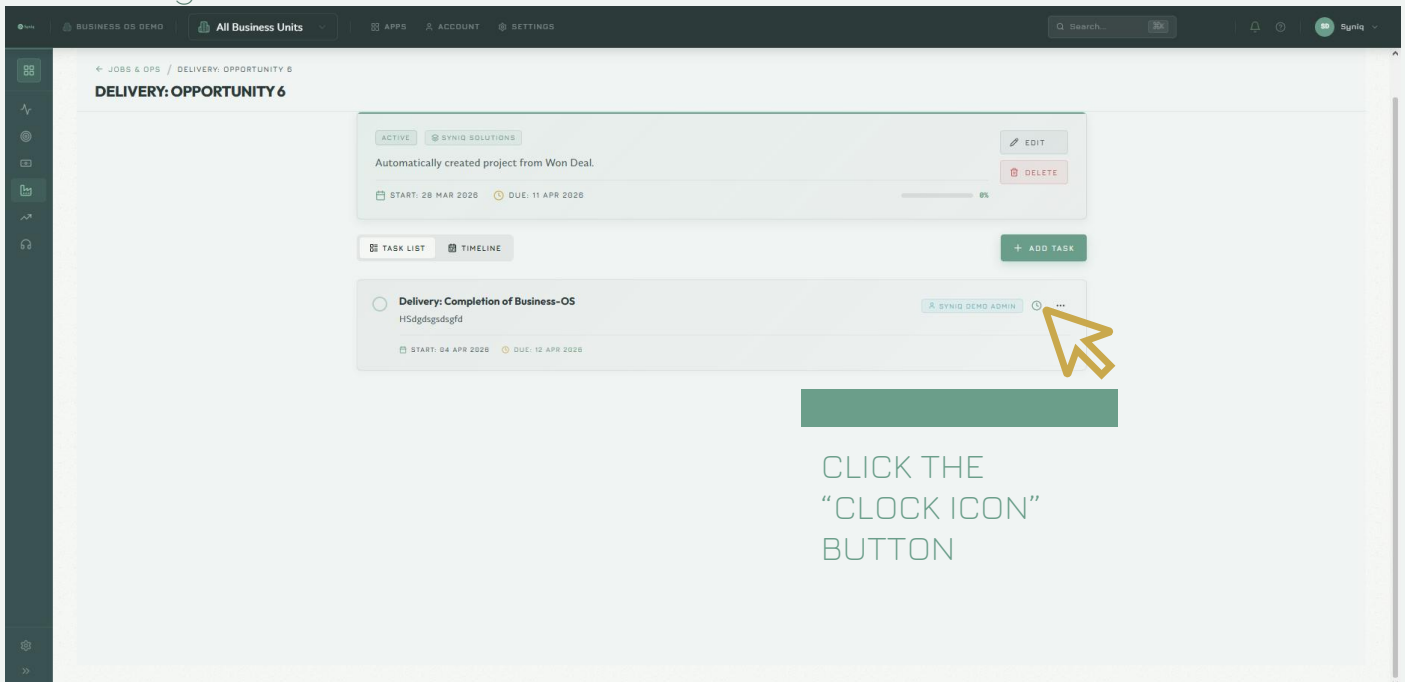 Syniq
BUSINESS OS DEMO
All Business Units
APPS
ACCOUNT
SETTINGS
Search...
⌘K
SD
Syniq
← JOBS & OPS / DELIVERY: OPPORTUNITY 6
DELIVERY: OPPORTUNITY 6
ACTIVE
SYNIQ SOLUTIONS
EDIT
Automatically created project from Won Deal.
DELETE
START: 28 MAR 2026
DUE: 11 APR 2026
0%
TASK LIST
TIMELINE
+ ADD TASK
Delivery: Completion of Business-OS
SYNIQ DEMO ADMIN
HSdgdsgsdsgfd
START: 04 APR 2026
DUE: 12 APR 2026
CLICK THE
“CLOCK ICON”
BUTTON